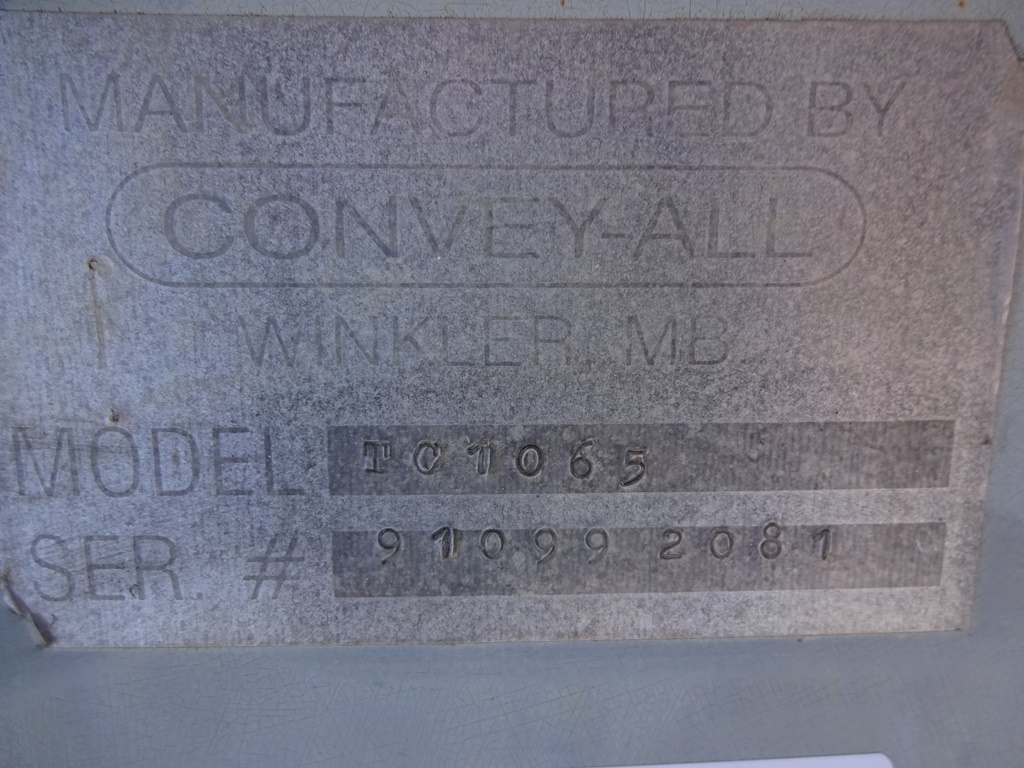 MANUFACTURED BY
CONVEY-ALL
WINKLER, MB.
MODEL TC1065
SER. # 91099 2081